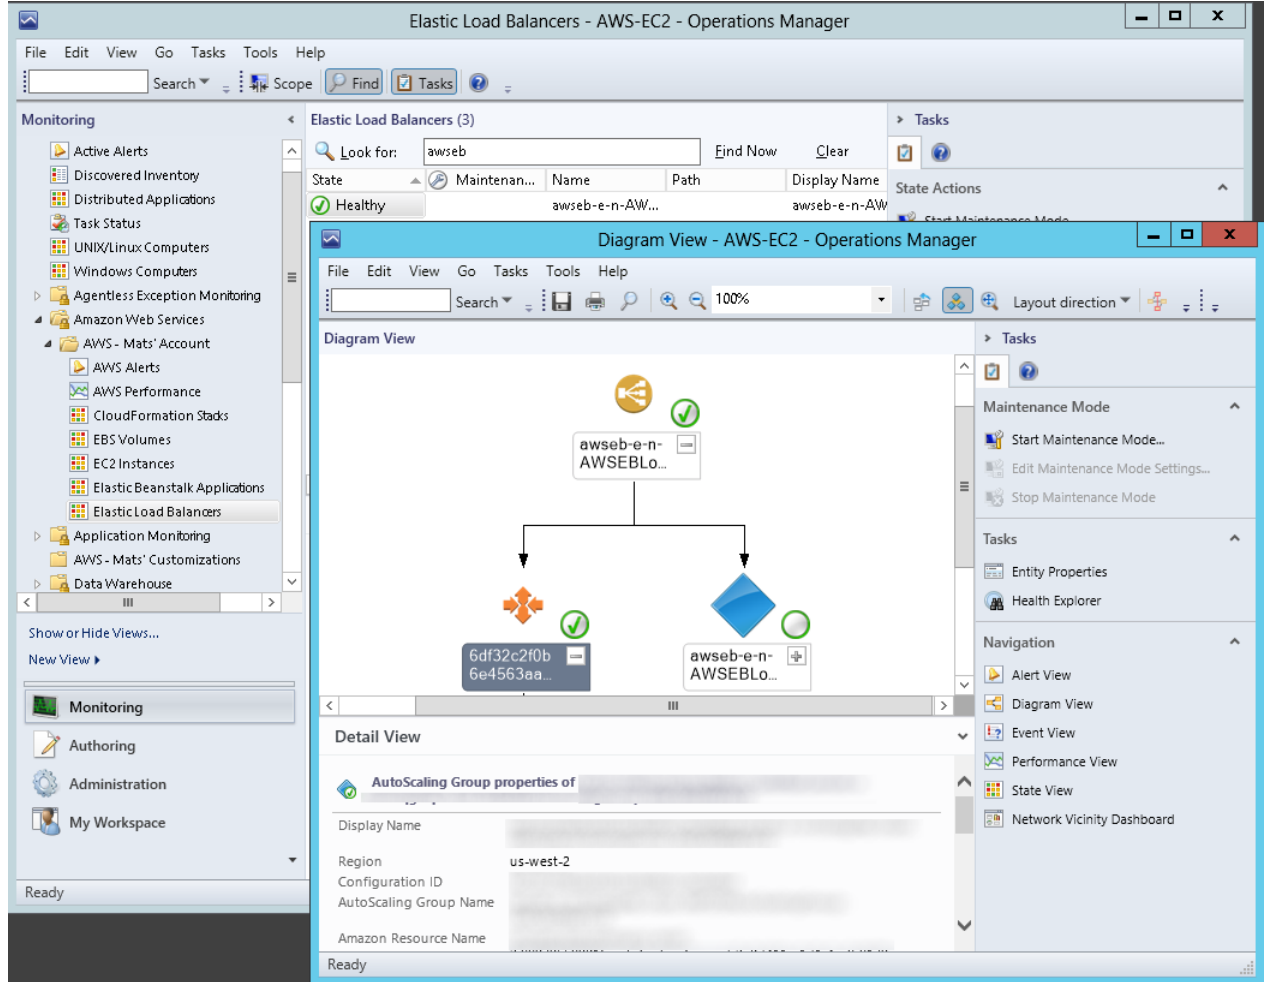 Elastic Load Balancers - AWS-EC2 - Operations Manager
File Edit View Go Tasks Tools Help
Search Scope Find Tasks
Monitoring
Active Alerts
Discovered Inventory
Distributed Applications
Task Status
UNIX/Linux Computers
Windows Computers
Agentless Exception Monitoring
Amazon Web Services
AWS - Mats' Account
AWS Alerts
AWS Performance
CloudFormation Stacks
EBS Volumes
EC2 Instances
Elastic Beanstalk Applications
Elastic Load Balancers
Application Monitoring
AWS - Mats' Customizations
Data Warehouse
Show or Hide Views...
New View
Monitoring
Authoring
Administration
My Workspace
Ready
Elastic Load Balancers (3)
Look for: awseb Find Now Clear
State Maintenan... Name Path Display Name
Healthy awseb-e-n-AW... awseb-e-n-AW
Tasks
State Actions
Start Maintenance Mode
Diagram View - AWS-EC2 - Operations Manager
File Edit View Go Tasks Tools Help
Search 100% Layout direction
Diagram View
awseb-e-n-
AWSEBLo...
6df32c2f0b
6e4563aa...
awseb-e-n-
AWSEBLo...
Detail View
AutoScaling Group properties of
Display Name
Region us-west-2
Configuration ID
AutoScaling Group Name
Amazon Resource Name
Ready
Tasks
Maintenance Mode
Start Maintenance Mode...
Edit Maintenance Mode Settings...
Stop Maintenance Mode
Tasks
Entity Properties
Health Explorer
Navigation
Alert View
Diagram View
Event View
Performance View
State View
Network Vicinity Dashboard